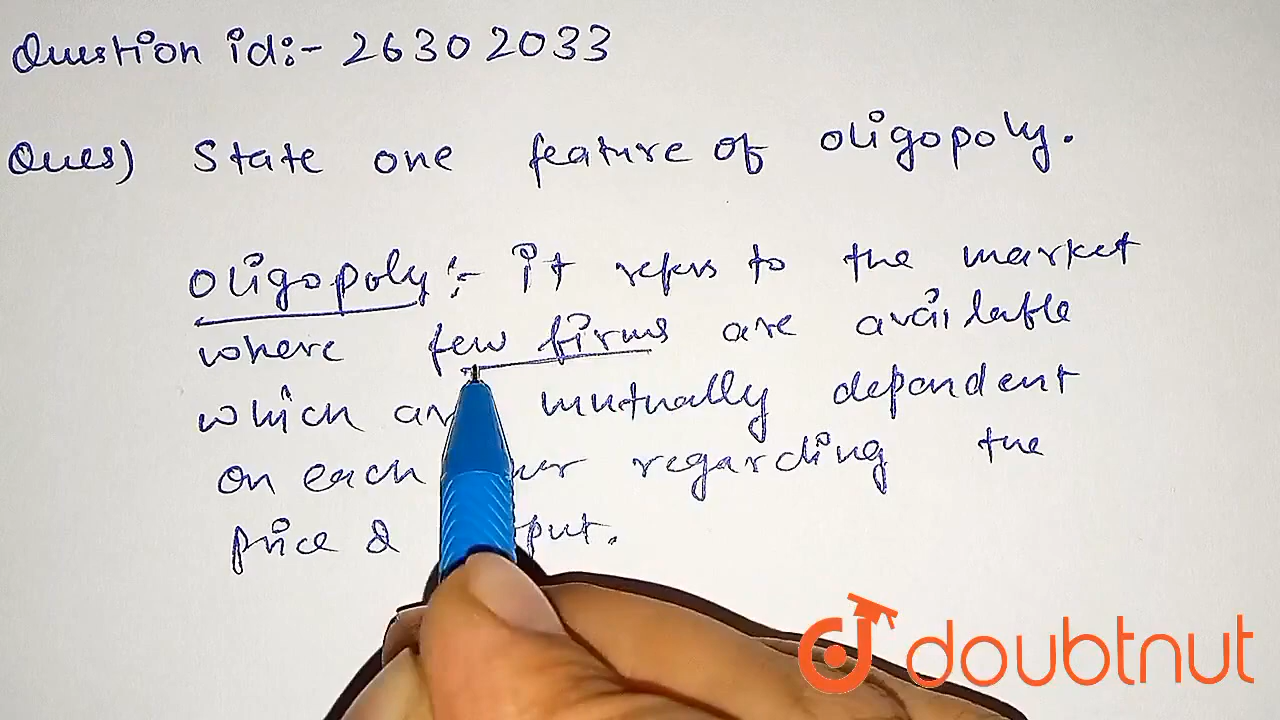 Question id:- 26302033
Ques) State one feature of oligopoly.
Oligopoly:- it refers to the market
where few firms are available
which mutually dependent
on each regarding the
price &
doubtnut